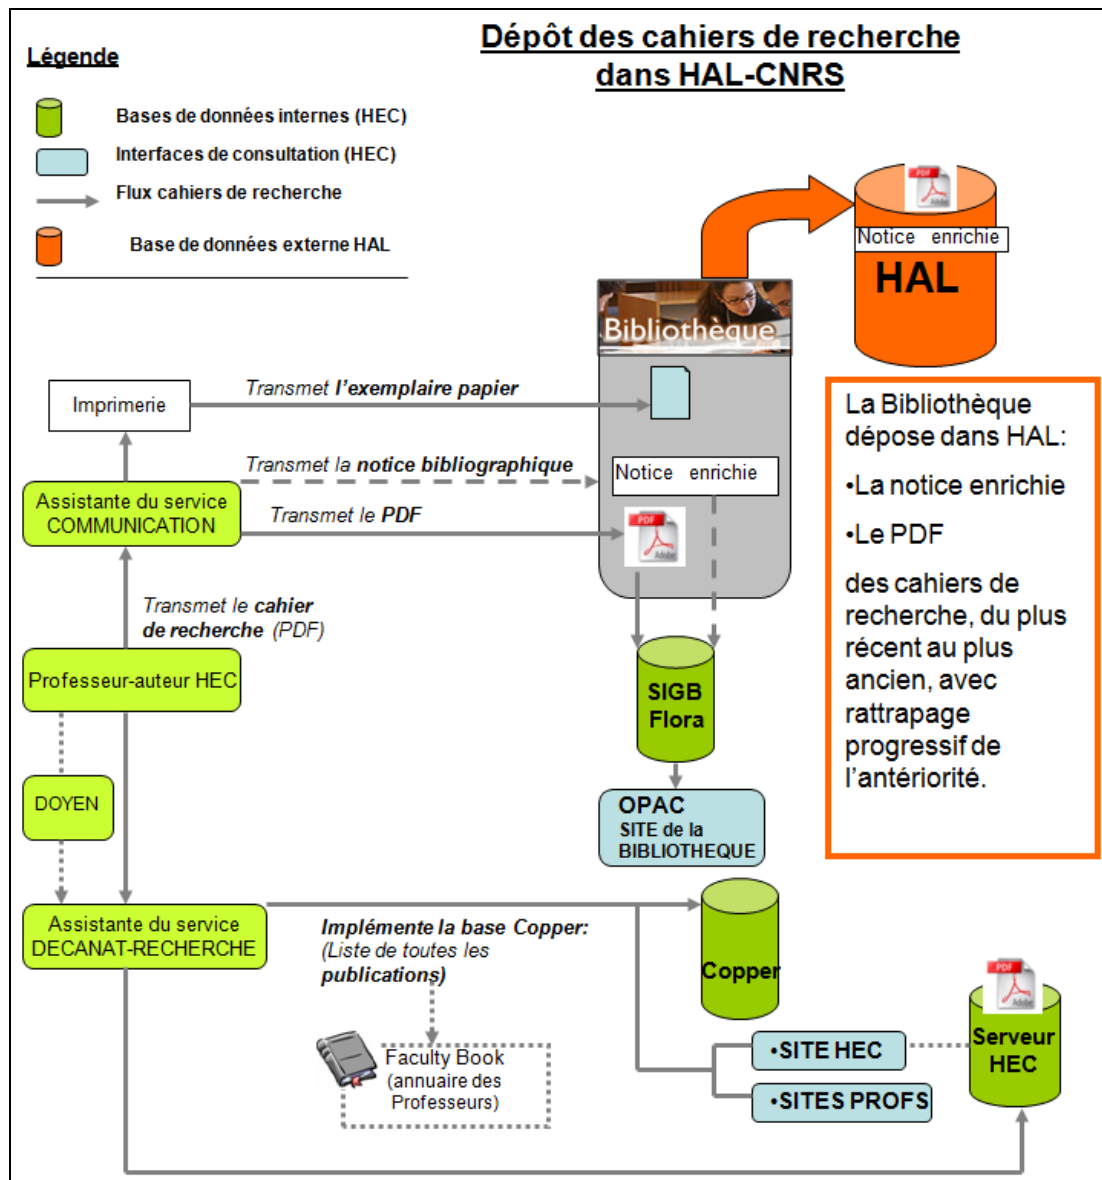 Dépôt des cahiers de recherche
dans HAL-CNRS
Légende
Bases de données internes (HEC)
Interfaces de consultation (HEC)
Flux cahiers de recherche
Base de données externe HAL
PDF
Adobe
Notice enrichie
HAL
Bibliothèque
Imprimerie
Transmet l'exemplaire papier
Transmet la notice bibliographique
Notice enrichie
Assistante du service
COMMUNICATION
Transmet le PDF
PDF
Adobe
Transmet le cahier
de recherche (PDF)
Professeur-auteur HEC
SIGB
Flora
DOYEN
OPAC
SITE de la
BIBLIOTHEQUE
La Bibliothèque
dépose dans HAL:
•La notice enrichie
•Le PDF
des cahiers de
recherche, du plus
récent au plus
ancien, avec
rattrapage
progressif de
l'antériorité.
Assistante du service
DECANAT-RECHERCHE
Implémente la base Copper:
(Liste de toutes les
publications)
Copper
Faculty Book
(annuaire des
Professeurs)
•SITE HEC
•SITES PROFS
PDF
Adobe
Serveur
HEC